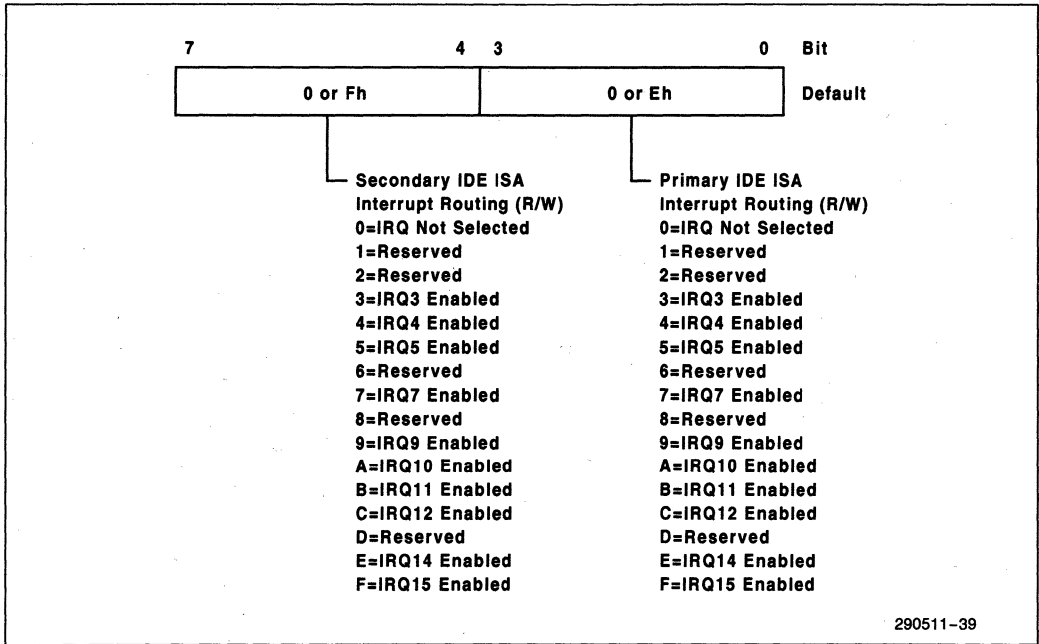 7 4 3 0 Bit
0 or Fh 0 or Eh Default
Secondary IDE ISA
Interrupt Routing (R/W)
0=IRQ Not Selected
1=Reserved
2=Reserved
3=IRQ3 Enabled
4=IRQ4 Enabled
5=IRQ5 Enabled
6=Reserved
7=IRQ7 Enabled
8=Reserved
9=IRQ9 Enabled
A=IRQ10 Enabled
B=IRQ11 Enabled
C=IRQ12 Enabled
D=Reserved
E=IRQ14 Enabled
F=IRQ15 Enabled
Primary IDE ISA
Interrupt Routing (R/W)
0=IRQ Not Selected
1=Reserved
2=Reserved
3=IRQ3 Enabled
4=IRQ4 Enabled
5=IRQ5 Enabled
6=Reserved
7=IRQ7 Enabled
8=Reserved
9=IRQ9 Enabled
A=IRQ10 Enabled
B=IRQ11 Enabled
C=IRQ12 Enabled
D=Reserved
E=IRQ14 Enabled
F=IRQ15 Enabled
290511-39